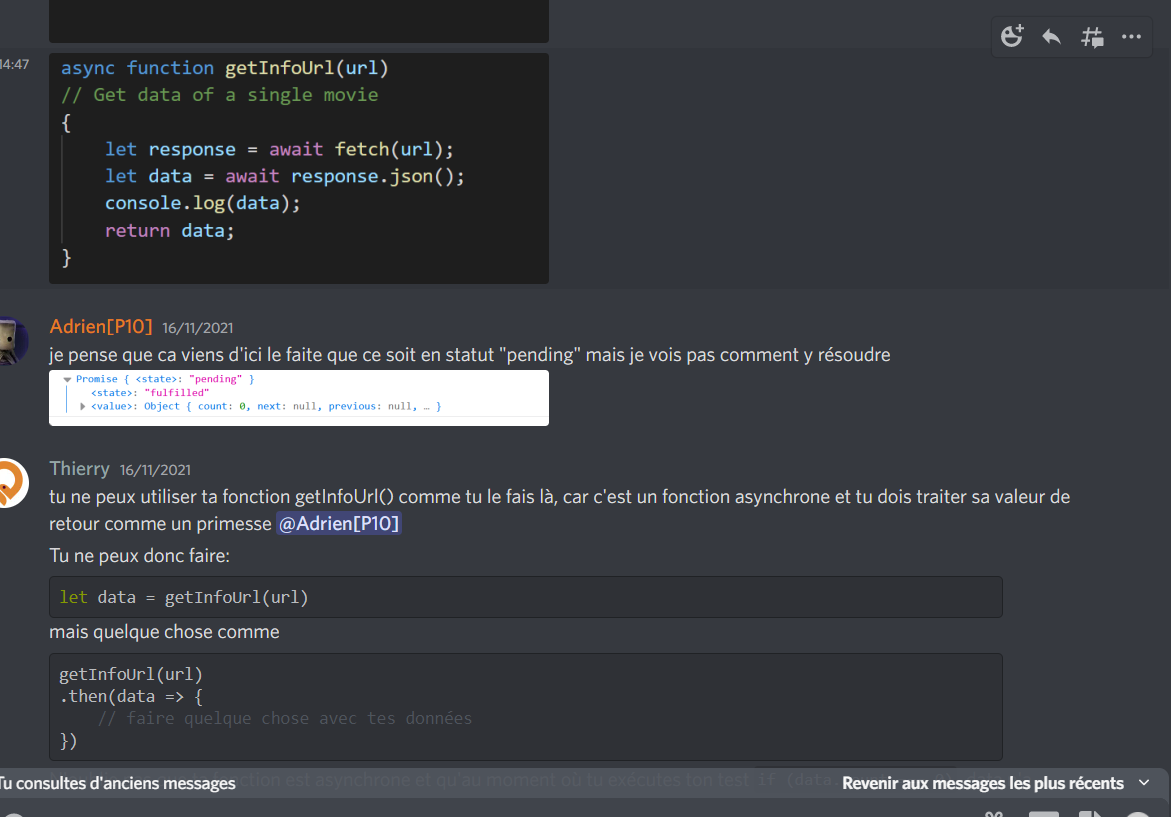 14:47
async function getInfoUrl(url)
// Get data of a single movie
{
let response = await fetch(url);
let data = await response.json();
console.log(data);
return data;
}
Adrien[P10] 16/11/2021
je pense que ca viens d'ici le faite que ce soit en statut "pending" mais je vois pas comment y résoudre
Promise { <state>: "pending" }
<state>: "fulfilled"
<value>: Object { count: 0, next: null, previous: null, … }
Thierry 16/11/2021
tu ne peux utiliser ta fonction getInfoUrl() comme tu le fais là, car c'est un fonction asynchrone et tu dois traiter sa valeur de
retour comme un primesse @Adrien[P10]
Tu ne peux donc faire:
let data = getInfoUrl(url)
mais quelque chose comme
getInfoUrl(url)
.then(data => {
// faire quelque chose avec tes données
})
fonction est asynchrone et qu'au moment où tu exécutes ton test if (data.
Tu consultes d'anciens messages Revenir aux messages les plus récents